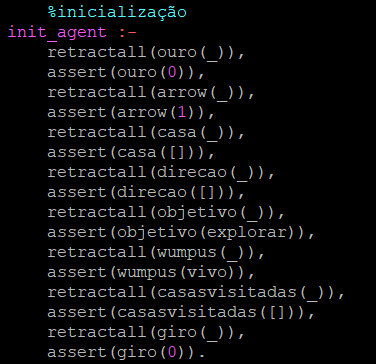 %inicialização
init_agent :-
retractall(ouro(_)),
assert(ouro(0)),
retractall(arrow(_)),
assert(arrow(1)),
retractall(casa(_)),
assert(casa([])),
retractall(direcao(_)),
assert(direcao([])),
retractall(objetivo(_)),
assert(objetivo(explorar)),
retractall(wumpus(_)),
assert(wumpus(vivo)),
retractall(casasvisitadas(_)),
assert(casasvisitadas([])),
retractall(giro(_)),
assert(giro(0)).